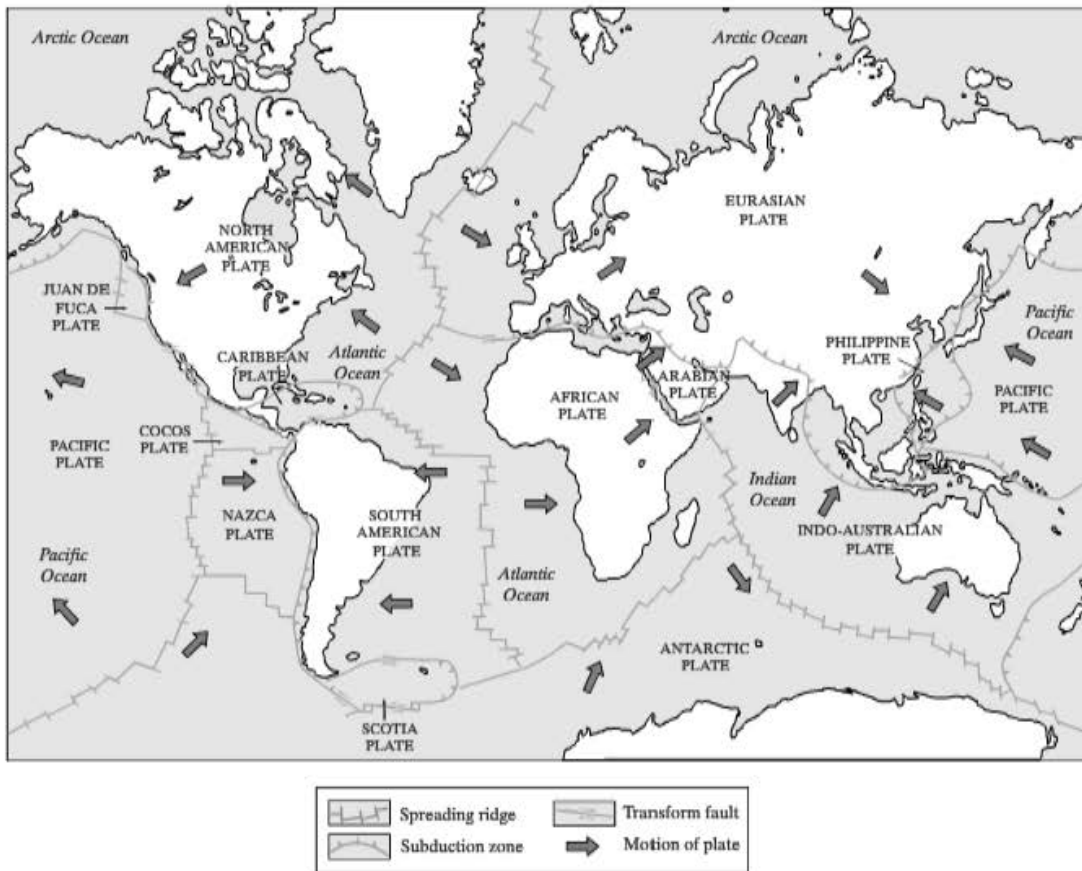 Arctic Ocean
Arctic Ocean
EURASIAN
PLATE
NORTH
AMERICAN
PLATE
JUAN DE
FUCA
PLATE
Pacific
Ocean
PHILIPPINE
PLATE
CARIBBEAN
PLATE
Atlantic
Ocean
ARABIAN
PLATE
AFRICAN
PLATE
PACIFIC
PLATE
COCOS
PLATE
PACIFIC
PLATE
Indian
Ocean
NAZCA
PLATE
SOUTH
AMERICAN
PLATE
INDO-AUSTRALIAN
PLATE
Pacific
Ocean
Atlantic
Ocean
ANTARCTIC
PLATE
SCOTIA
PLATE
Spreading ridge
Transform fault
Subduction zone
Motion of plate